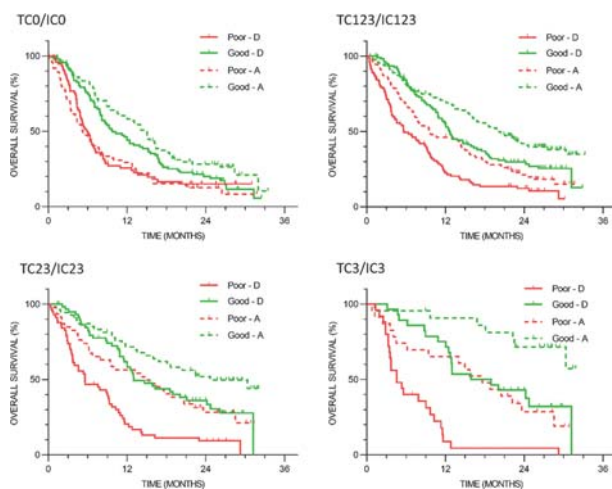 TC0/IC0
Poor - D
Good - D
Poor - A
Good - A
OVERALL SURVIVAL (%)
100
50
0
0 12 24 36
TIME (MONTHS)
TC123/IC123
Poor - D
Good - D
Poor - A
Good - A
OVERALL SURVIVAL (%)
100
50
0
0 12 24 36
TIME (MONTHS)
TC23/IC23
Poor - D
Good - D
Poor - A
Good - A
OVERALL SURVIVAL (%)
100
50
0
0 12 24 36
TIME (MONTHS)
TC3/IC3
Poor - D
Good - D
Poor - A
Good - A
OVERALL SURVIVAL (%)
100
50
0
0 12 24 36
TIME (MONTHS)